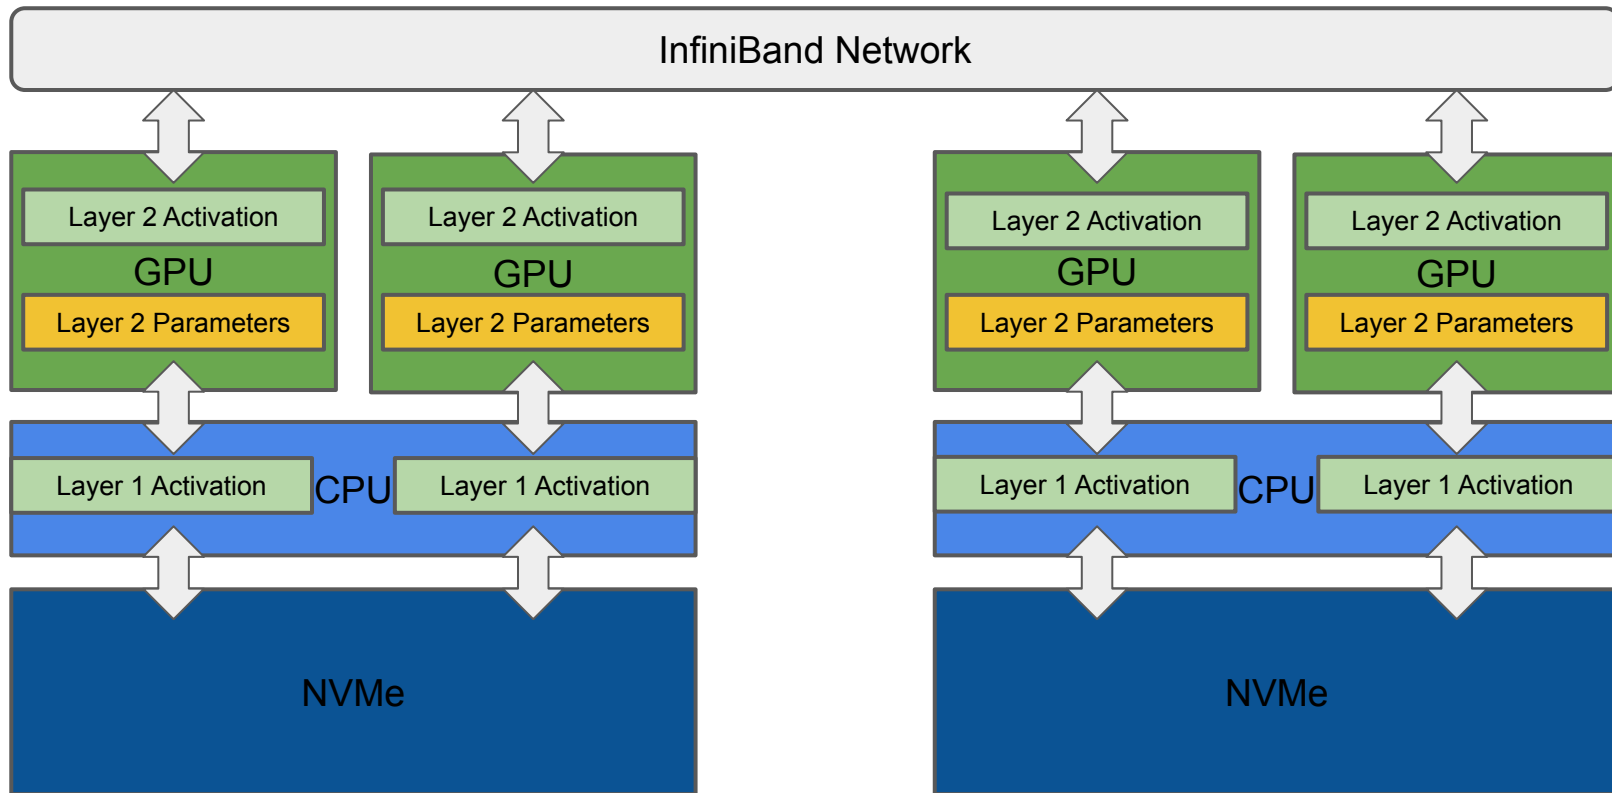 InfiniBand Network
Layer 2 Activation
Layer 2 Activation
Layer 2 Activation
Layer 2 Activation
GPU
GPU
GPU
GPU
Layer 2 Parameters
Layer 2 Parameters
Layer 2 Parameters
Layer 2 Parameters
Layer 1 Activation
CPU
Layer 1 Activation
Layer 1 Activation
CPU
Layer 1 Activation
NVMe
NVMe